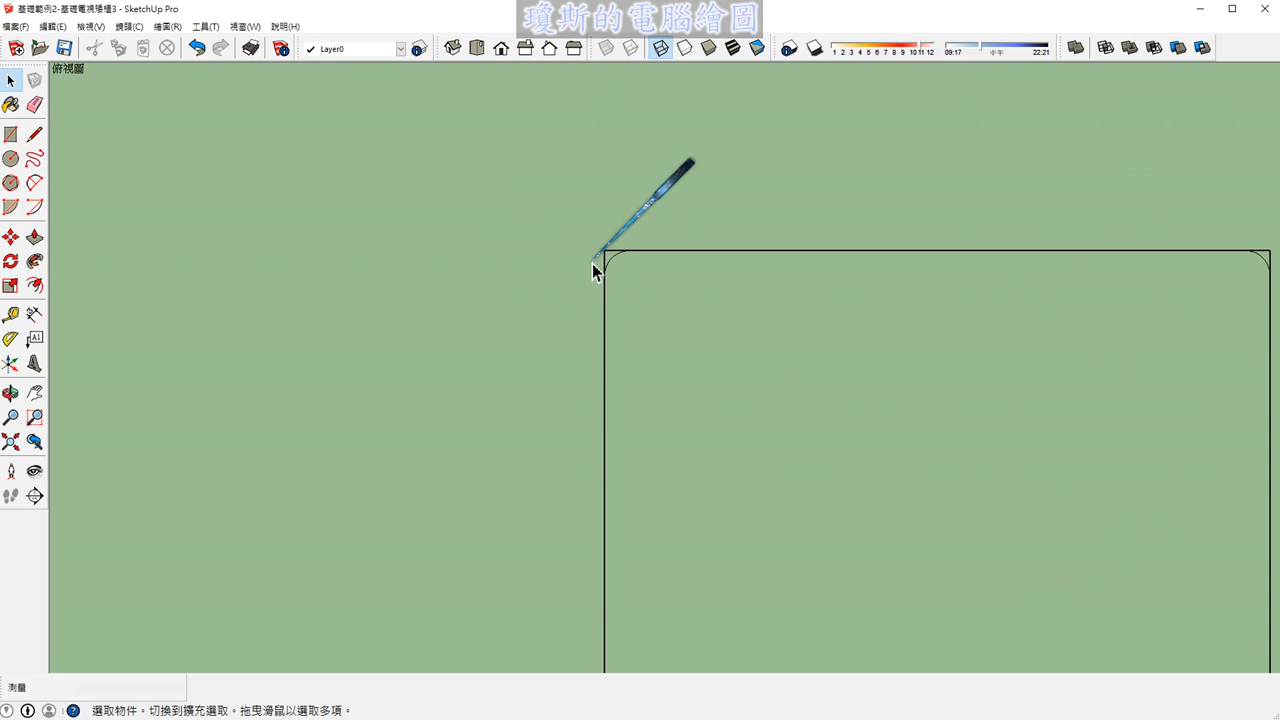 基礎範例2-基礎電視矮櫃3 - SketchUp Pro
瓊斯的電腦繪圖
檔案(F) 編輯(E) 檢視(V) 鏡頭(C) 繪圖(R) 工具(T) 視窗(W) 說明(H)
Layer0
1 2 3 4 5 6 7 8 9 10 11 12
09:17 中午 22:21
俯視圖
A1
測量
選取物件。切換到擴充選取。拖曳滑鼠以選取多項。